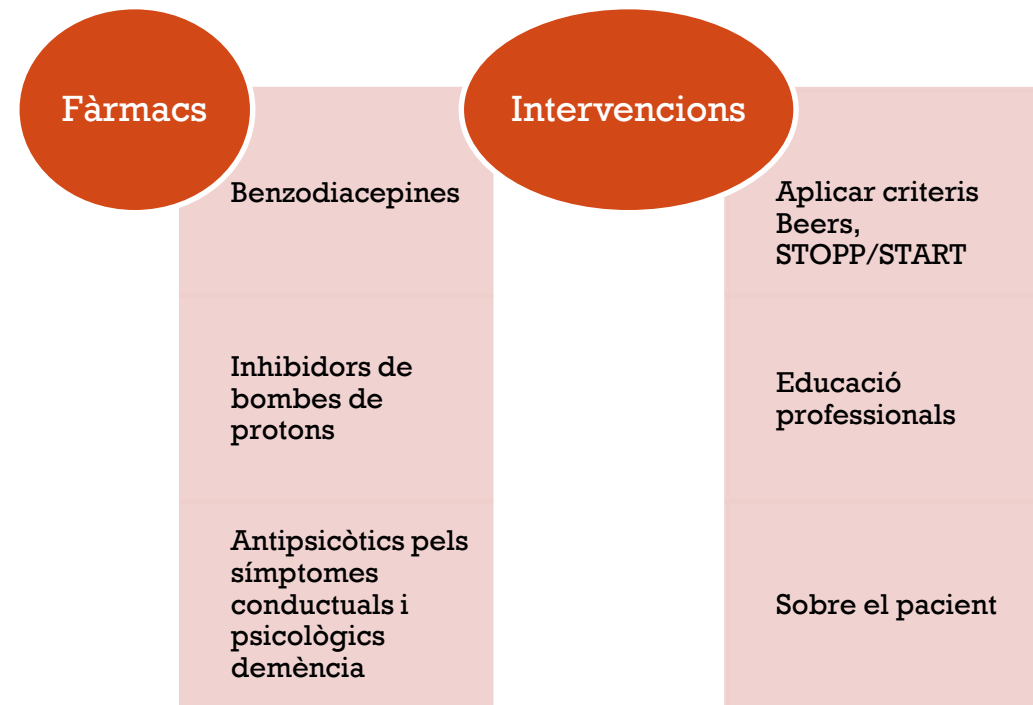 Fàrmacs
Benzodiacepines
Inhibidors de
bombes de
protons
Antipsicòtics pels
símptomes
conductuals i
psicològics
demència
Intervencions
Aplicar criteris
Beers,
STOPP/START
Educació
professionals
Sobre el pacient